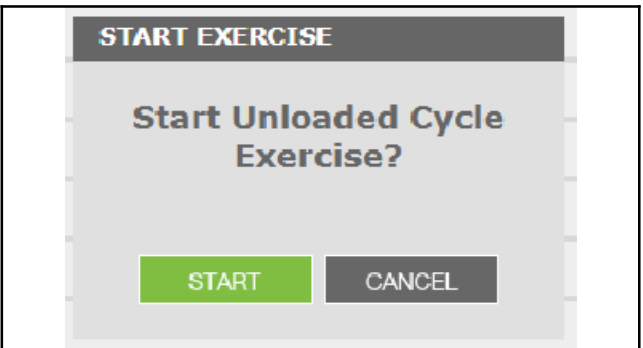 START EXERCISE
Start Unloaded Cycle
Exercise?
START
CANCEL